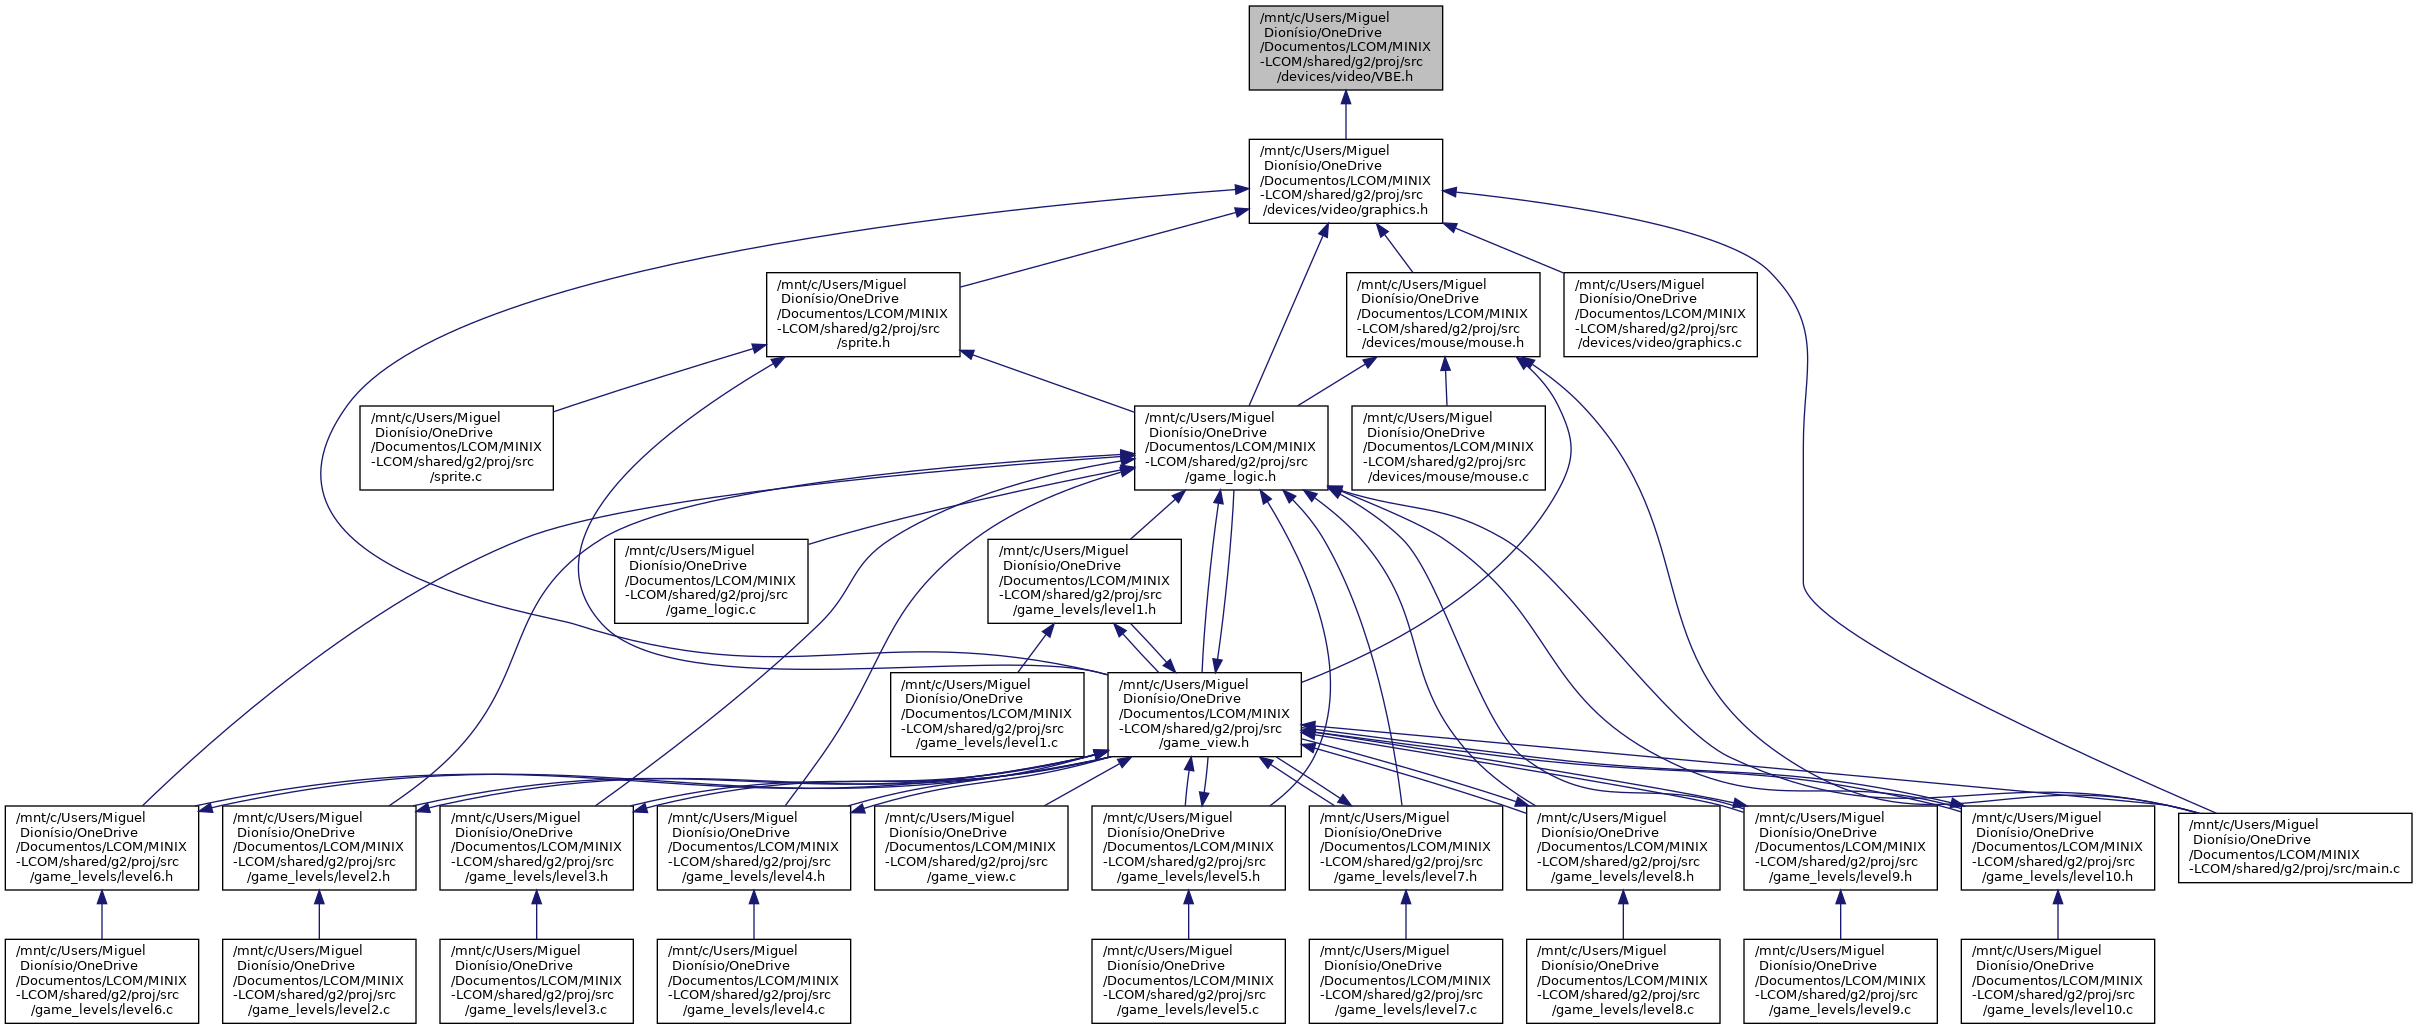 /mnt/c/Users/Miguel
Dionísio/OneDrive
/Documentos/LCOM/MINIX
-LCOM/shared/g2/proj/src
/devices/video/VBE.h
/mnt/c/Users/Miguel
Dionísio/OneDrive
/Documentos/LCOM/MINIX
-LCOM/shared/g2/proj/src
/devices/video/graphics.h
/mnt/c/Users/Miguel
Dionísio/OneDrive
/Documentos/LCOM/MINIX
-LCOM/shared/g2/proj/src
/sprite.h
/mnt/c/Users/Miguel
Dionísio/OneDrive
/Documentos/LCOM/MINIX
-LCOM/shared/g2/proj/src
/devices/mouse/mouse.h
/mnt/c/Users/Miguel
Dionísio/OneDrive
/Documentos/LCOM/MINIX
-LCOM/shared/g2/proj/src
/devices/video/graphics.c
/mnt/c/Users/Miguel
Dionísio/OneDrive
/Documentos/LCOM/MINIX
-LCOM/shared/g2/proj/src
/sprite.c
/mnt/c/Users/Miguel
Dionísio/OneDrive
/Documentos/LCOM/MINIX
-LCOM/shared/g2/proj/src
/game_logic.h
/mnt/c/Users/Miguel
Dionísio/OneDrive
/Documentos/LCOM/MINIX
-LCOM/shared/g2/proj/src
/devices/mouse/mouse.c
/mnt/c/Users/Miguel
Dionísio/OneDrive
/Documentos/LCOM/MINIX
-LCOM/shared/g2/proj/src
/game_logic.c
/mnt/c/Users/Miguel
Dionísio/OneDrive
/Documentos/LCOM/MINIX
-LCOM/shared/g2/proj/src
/game_levels/level1.h
/mnt/c/Users/Miguel
Dionísio/OneDrive
/Documentos/LCOM/MINIX
-LCOM/shared/g2/proj/src
/game_levels/level1.c
/mnt/c/Users/Miguel
Dionísio/OneDrive
/Documentos/LCOM/MINIX
-LCOM/shared/g2/proj/src
/game_view.h
/mnt/c/Users/Miguel
Dionísio/OneDrive
/Documentos/LCOM/MINIX
-LCOM/shared/g2/proj/src
/game_levels/level6.h
/mnt/c/Users/Miguel
Dionísio/OneDrive
/Documentos/LCOM/MINIX
-LCOM/shared/g2/proj/src
/game_levels/level2.h
/mnt/c/Users/Miguel
Dionísio/OneDrive
/Documentos/LCOM/MINIX
-LCOM/shared/g2/proj/src
/game_levels/level3.h
/mnt/c/Users/Miguel
Dionísio/OneDrive
/Documentos/LCOM/MINIX
-LCOM/shared/g2/proj/src
/game_levels/level4.h
/mnt/c/Users/Miguel
Dionísio/OneDrive
/Documentos/LCOM/MINIX
-LCOM/shared/g2/proj/src
/game_view.c
/mnt/c/Users/Miguel
Dionísio/OneDrive
/Documentos/LCOM/MINIX
-LCOM/shared/g2/proj/src
/game_levels/level5.h
/mnt/c/Users/Miguel
Dionísio/OneDrive
/Documentos/LCOM/MINIX
-LCOM/shared/g2/proj/src
/game_levels/level7.h
/mnt/c/Users/Miguel
Dionísio/OneDrive
/Documentos/LCOM/MINIX
-LCOM/shared/g2/proj/src
/game_levels/level8.h
/mnt/c/Users/Miguel
Dionísio/OneDrive
/Documentos/LCOM/MINIX
-LCOM/shared/g2/proj/src
/game_levels/level9.h
/mnt/c/Users/Miguel
Dionísio/OneDrive
/Documentos/LCOM/MINIX
-LCOM/shared/g2/proj/src
/game_levels/level10.h
/mnt/c/Users/Miguel
Dionísio/OneDrive
/Documentos/LCOM/MINIX
-LCOM/shared/g2/proj/src/main.c
/mnt/c/Users/Miguel
Dionísio/OneDrive
/Documentos/LCOM/MINIX
-LCOM/shared/g2/proj/src
/game_levels/level6.c
/mnt/c/Users/Miguel
Dionísio/OneDrive
/Documentos/LCOM/MINIX
-LCOM/shared/g2/proj/src
/game_levels/level2.c
/mnt/c/Users/Miguel
Dionísio/OneDrive
/Documentos/LCOM/MINIX
-LCOM/shared/g2/proj/src
/game_levels/level3.c
/mnt/c/Users/Miguel
Dionísio/OneDrive
/Documentos/LCOM/MINIX
-LCOM/shared/g2/proj/src
/game_levels/level4.c
/mnt/c/Users/Miguel
Dionísio/OneDrive
/Documentos/LCOM/MINIX
-LCOM/shared/g2/proj/src
/game_levels/level5.c
/mnt/c/Users/Miguel
Dionísio/OneDrive
/Documentos/LCOM/MINIX
-LCOM/shared/g2/proj/src
/game_levels/level7.c
/mnt/c/Users/Miguel
Dionísio/OneDrive
/Documentos/LCOM/MINIX
-LCOM/shared/g2/proj/src
/game_levels/level8.c
/mnt/c/Users/Miguel
Dionísio/OneDrive
/Documentos/LCOM/MINIX
-LCOM/shared/g2/proj/src
/game_levels/level9.c
/mnt/c/Users/Miguel
Dionísio/OneDrive
/Documentos/LCOM/MINIX
-LCOM/shared/g2/proj/src
/game_levels/level10.c